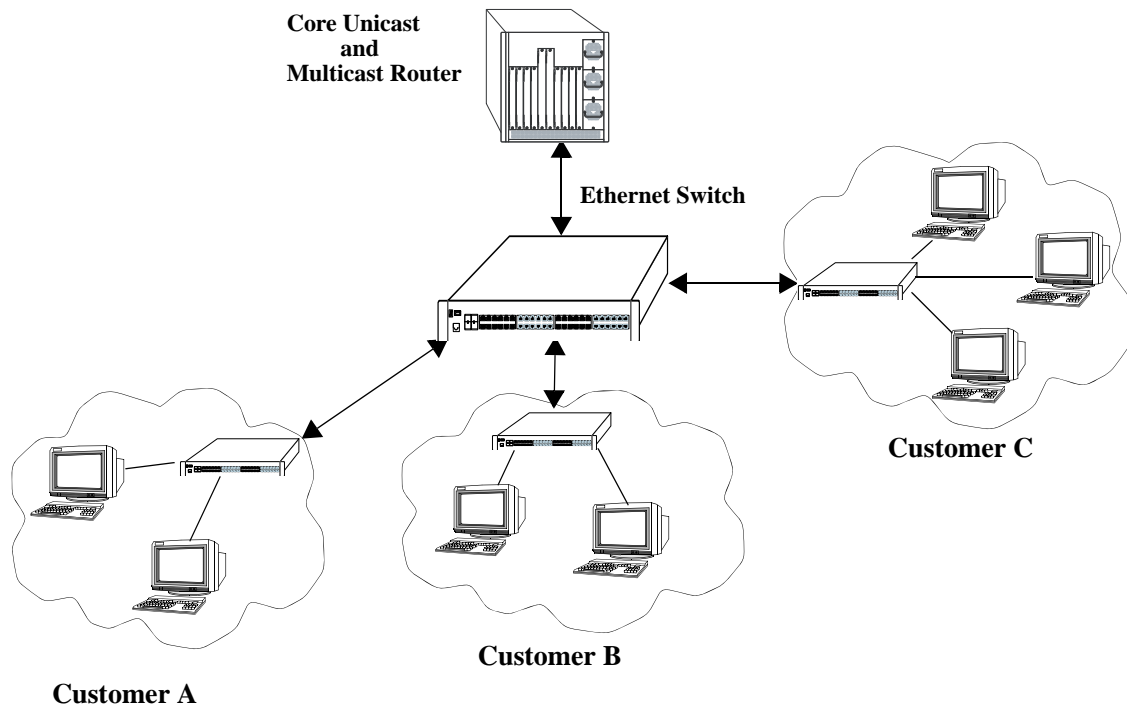 Core Unicast
and
Multicast Router
Ethernet Switch
Customer C
Customer B
Customer A